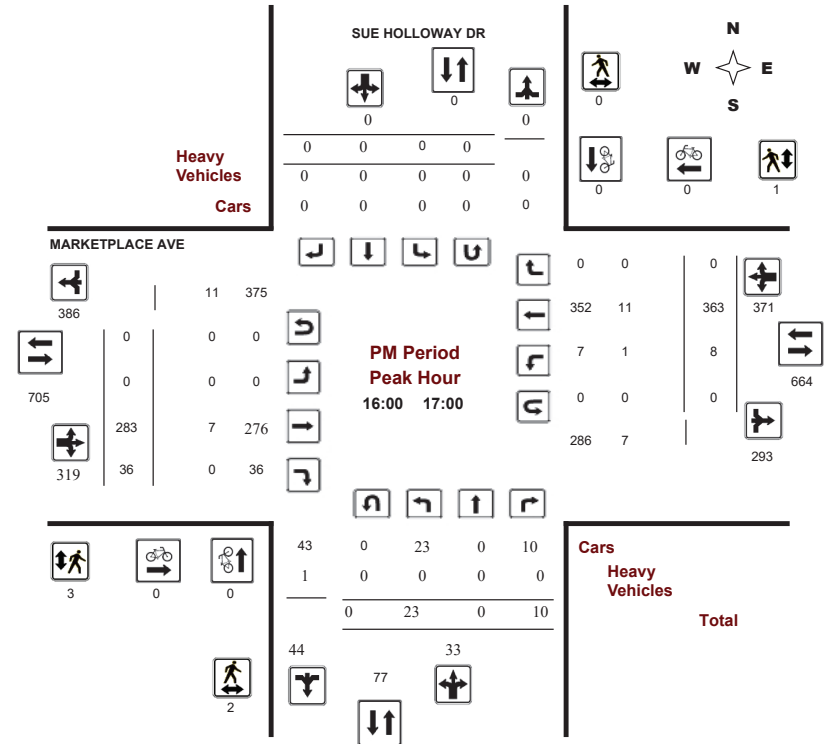 SUE HOLLOWAY DR
N
W E
S
0
0
0
0
0 0 0 0
Heavy
Vehicles
0 0 0 0 0
Cars
0 0 0 0 0
0
0
1
MARKETPLACE AVE
386
11 375
0 0 0 371
352 11 363
705
0 0 0
PM Period
Peak Hour
16:00 17:00
7 1 8
664
0 0 0
0 0 0
319
283 7 276
286 7
293
36 0 36
43 0 23 0 10
Cars
1 0 0 0 0
Heavy
Vehicles
0 23 0 10
Total
3
0
0
44
33
77
2